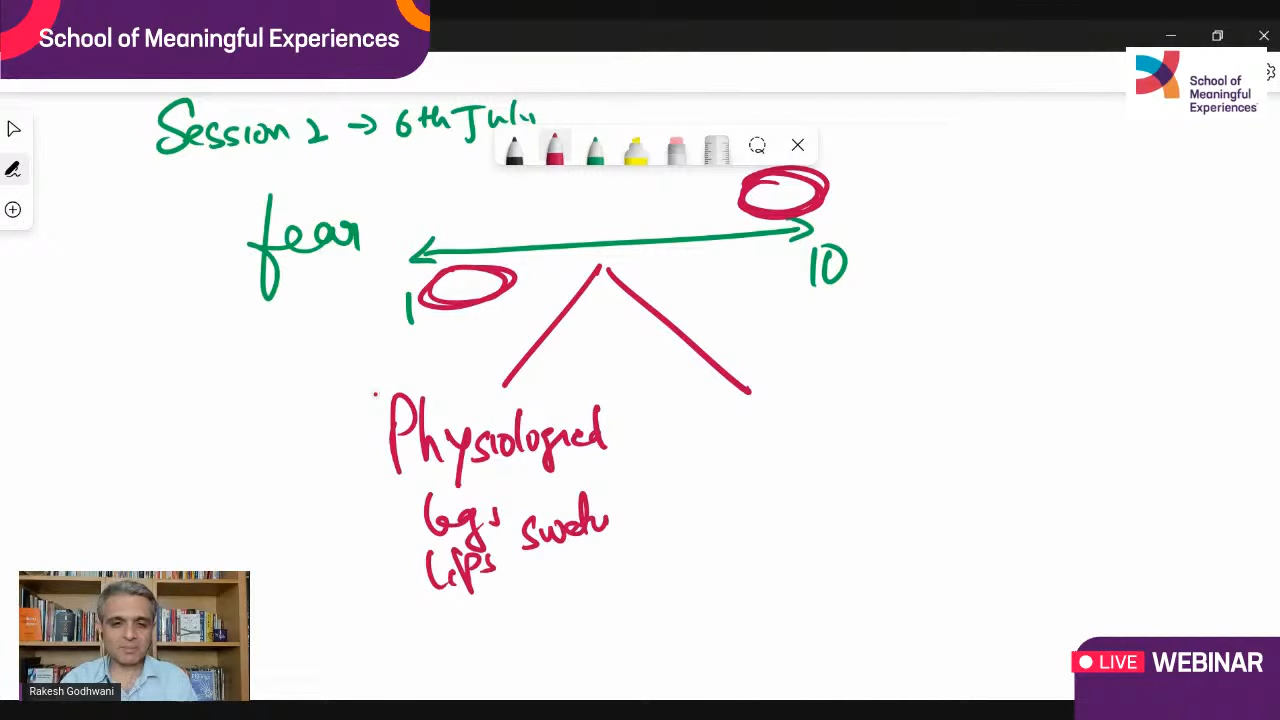 School of Meaningful Experiences
School of
Meaningful
Experiences
Session 2 → 6th July
fear
1
10
Physiological
legs
lips
Rakesh Godhwani
LIVE WEBINAR